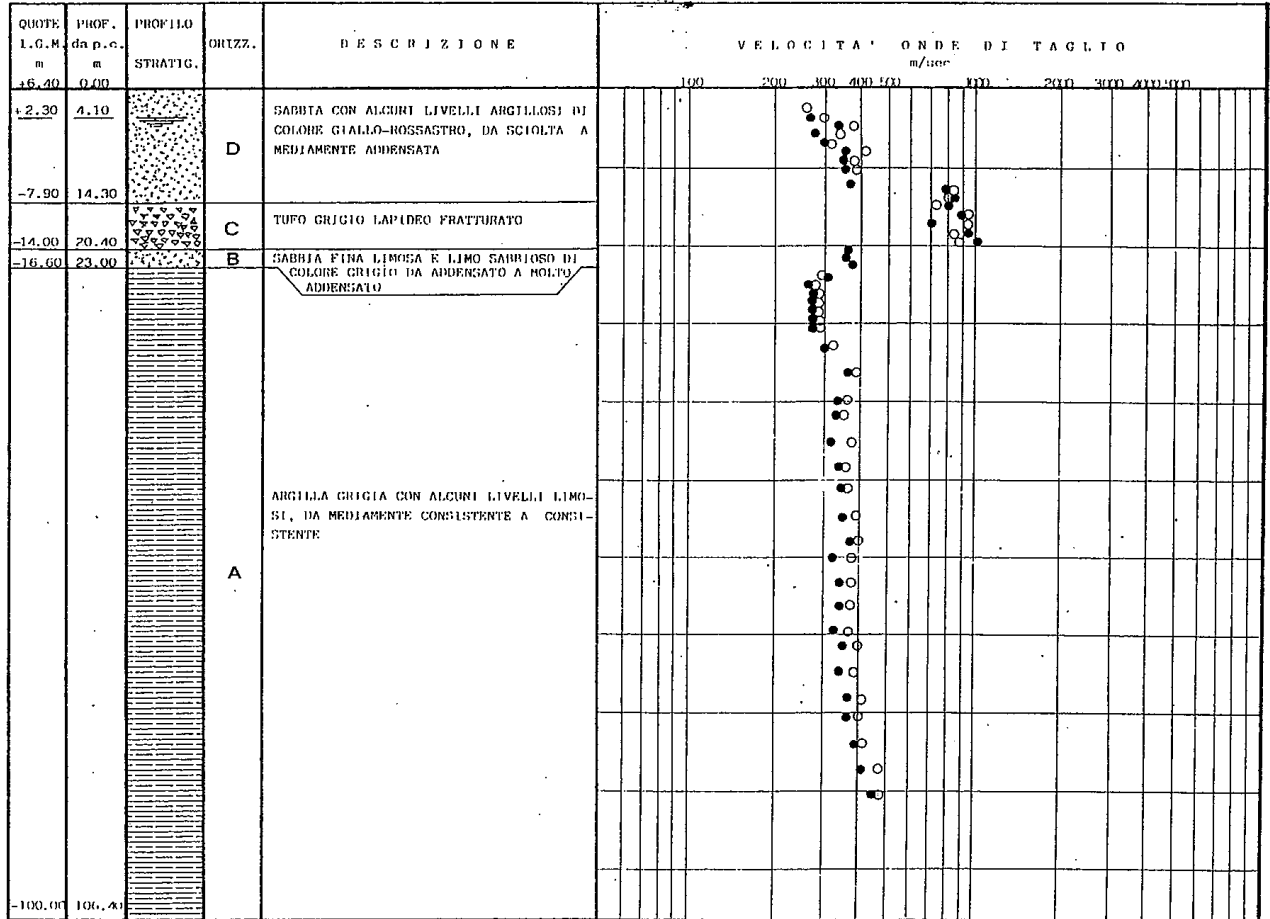 QUOTE PROF. PROFILO
I.G.M. da p.c. ORIZZ. DESCRIZIONE VELOCITA' ONDE DI TAGLIO
m m STRATIG. m/sec
+6.40 0.00 100 200 300 400 500 1000 2000 3000 4000 5000
+2.30 4.10
SABBIA CON ALCUNI LIVELLI ARGILLOSI DI
COLORE GIALLO-ROSSASTRO, DA SCIOLTA A
MEDIAMENTE ADDENSATA
D
-7.90 14.30
TUFO GRIGIO LAPIDEO FRATTURATO
C
-14.00 20.40
B
SABBIA FINA LIMOSA E LIMO SABBIOSO DI
COLORE GRIGIO DA ADDENSATO A MOLTO
ADDENSATO
-16.60 23.00
ARGILLA GRIGIA CON ALCUNI LIVELLI LIMO-
SI, DA MEDIAMENTE CONSISTENTE A CONSI-
STENTE
A
-100.00 106.40